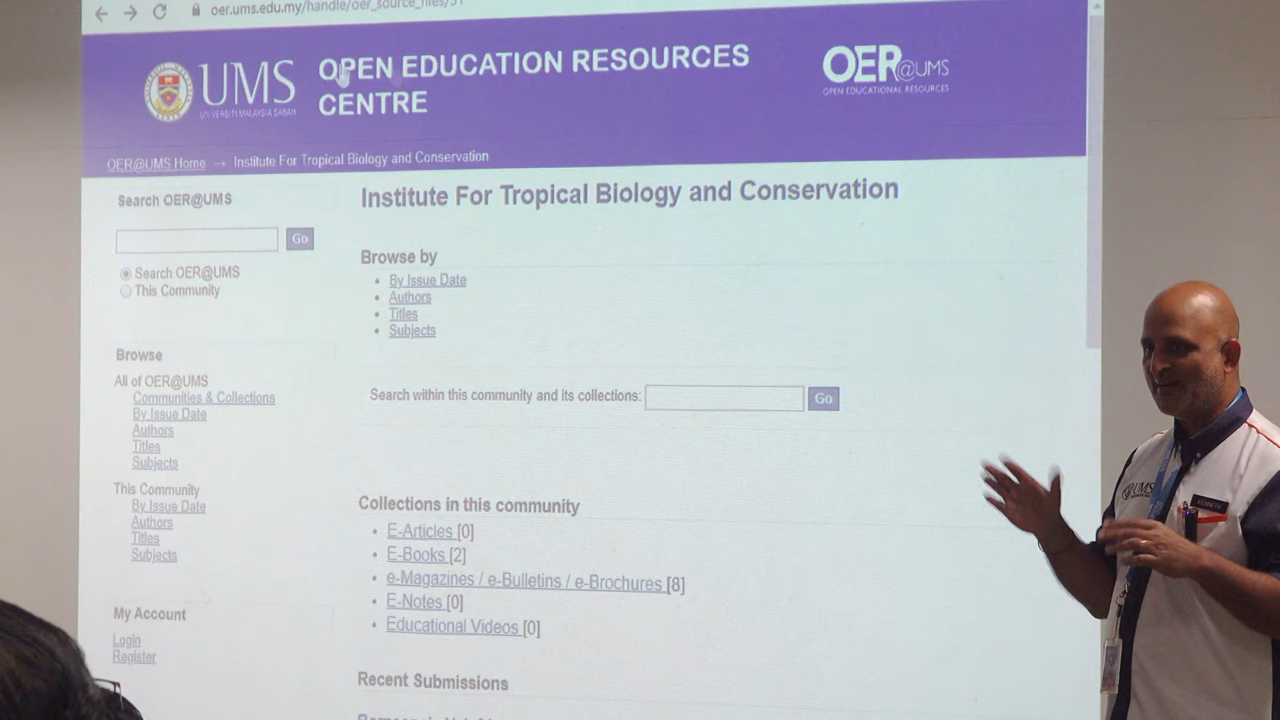 oer.ums.edu.my/handle/oer_source_files/51
UMS
UNIVERSITI MALAYSIA SABAH
OPEN EDUCATION RESOURCES
CENTRE
OER@UMS
OPEN EDUCATIONAL RESOURCES
OER@UMS Home → Institute For Tropical Biology and Conservation
Search OER@UMS
Go
Search OER@UMS
This Community
Browse
All of OER@UMS
Communities & Collections
By Issue Date
Authors
Titles
Subjects
This Community
By Issue Date
Authors
Titles
Subjects
My Account
Login
Register
Institute For Tropical Biology and Conservation
Browse by
• By Issue Date
• Authors
• Titles
• Subjects
Search within this community and its collections:
Go
Collections in this community
• E-Articles [0]
• E-Books [2]
• e-Magazines / e-Bulletins / e-Brochures [8]
• E-Notes [0]
• Educational Videos [0]
Recent Submissions
UMS
KENNETH